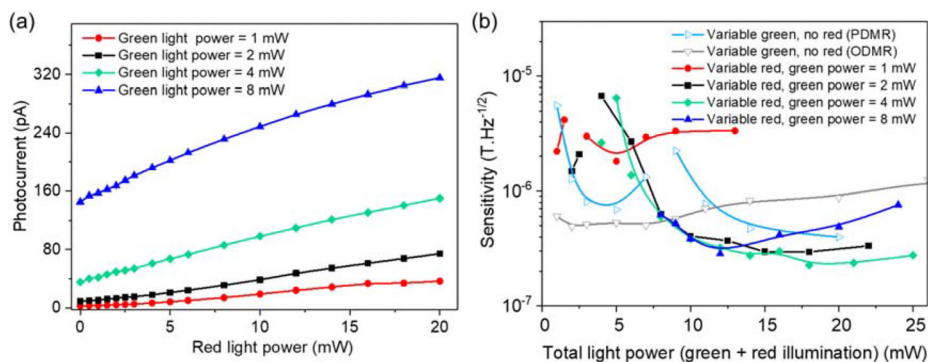 (a)
Green light power = 1 mW
Green light power = 2 mW
Green light power = 4 mW
Green light power = 8 mW
Photocurrent (pA)
320
240
160
80
0
0
5
10
15
20
Red light power (mW)
(b)
Variable green, no red (PDMR)
Variable green, no red (ODMR)
Variable red, green power = 1 mW
Variable red, green power = 2 mW
Variable red, green power = 4 mW
Variable red, green power = 8 mW
Sensitivity (T.Hz-1/2)
10-5
10-6
10-7
0
5
10
15
20
25
Total light power (green + red illumination) (mW)